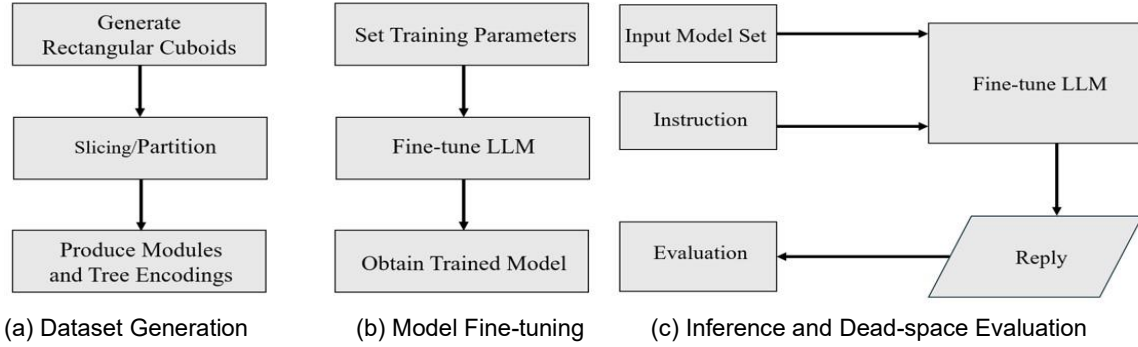 Generate
Rectangular Cuboids
Slicing/Partition
Produce Modules
and Tree Encodings
(a) Dataset Generation
Set Training Parameters
Fine-tune LLM
Obtain Trained Model
(b) Model Fine-tuning
Input Model Set
Instruction
Fine-tune LLM
Reply
Evaluation
(c) Inference and Dead-space Evaluation